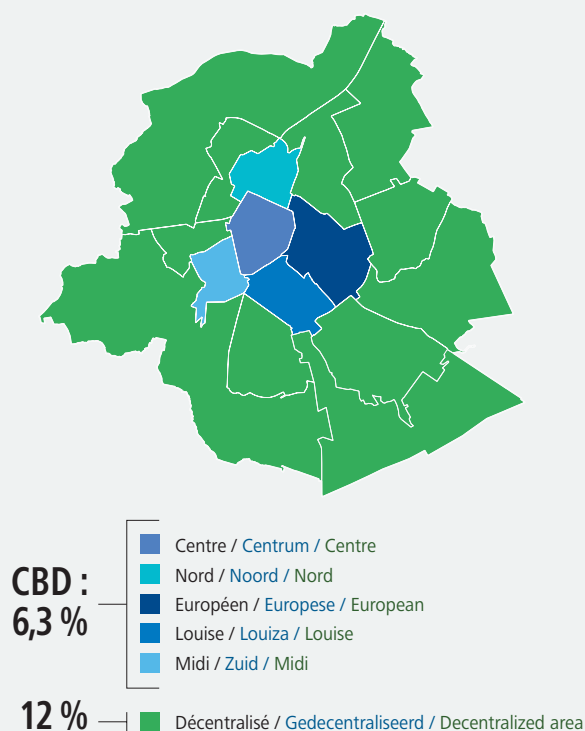 CBD :
6,3 %
Centre / Centrum / Centre
Nord / Noord / Nord
Européen / Europese / European
Louise / Louiza / Louise
Midi / Zuid / Midi
12 %
Décentralisé / Gedecentraliseerd / Decentralized area